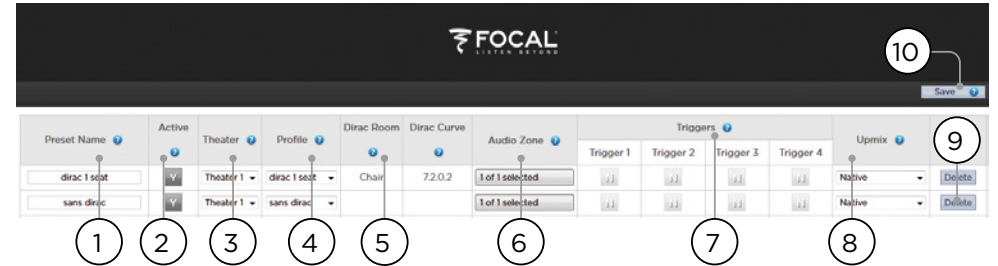 FOCAL
LISTEN BEYOND
10
Save ?
Preset Name ? Active ? Theater ? Profile ? Dirac Room ? Dirac Curve ? Audio Zone ? Triggers ? Upmix ? 9
Trigger 1 Trigger 2 Trigger 3 Trigger 4
dirac 1 seat Y Theater 1 dirac 1 seat Chair 7.2.0.2 1 of 1 selected Native Delete
sans dirac Y Theater 1 sans dirac 1 of 1 selected Native Delete
1 2 3 4 5 6 7 8